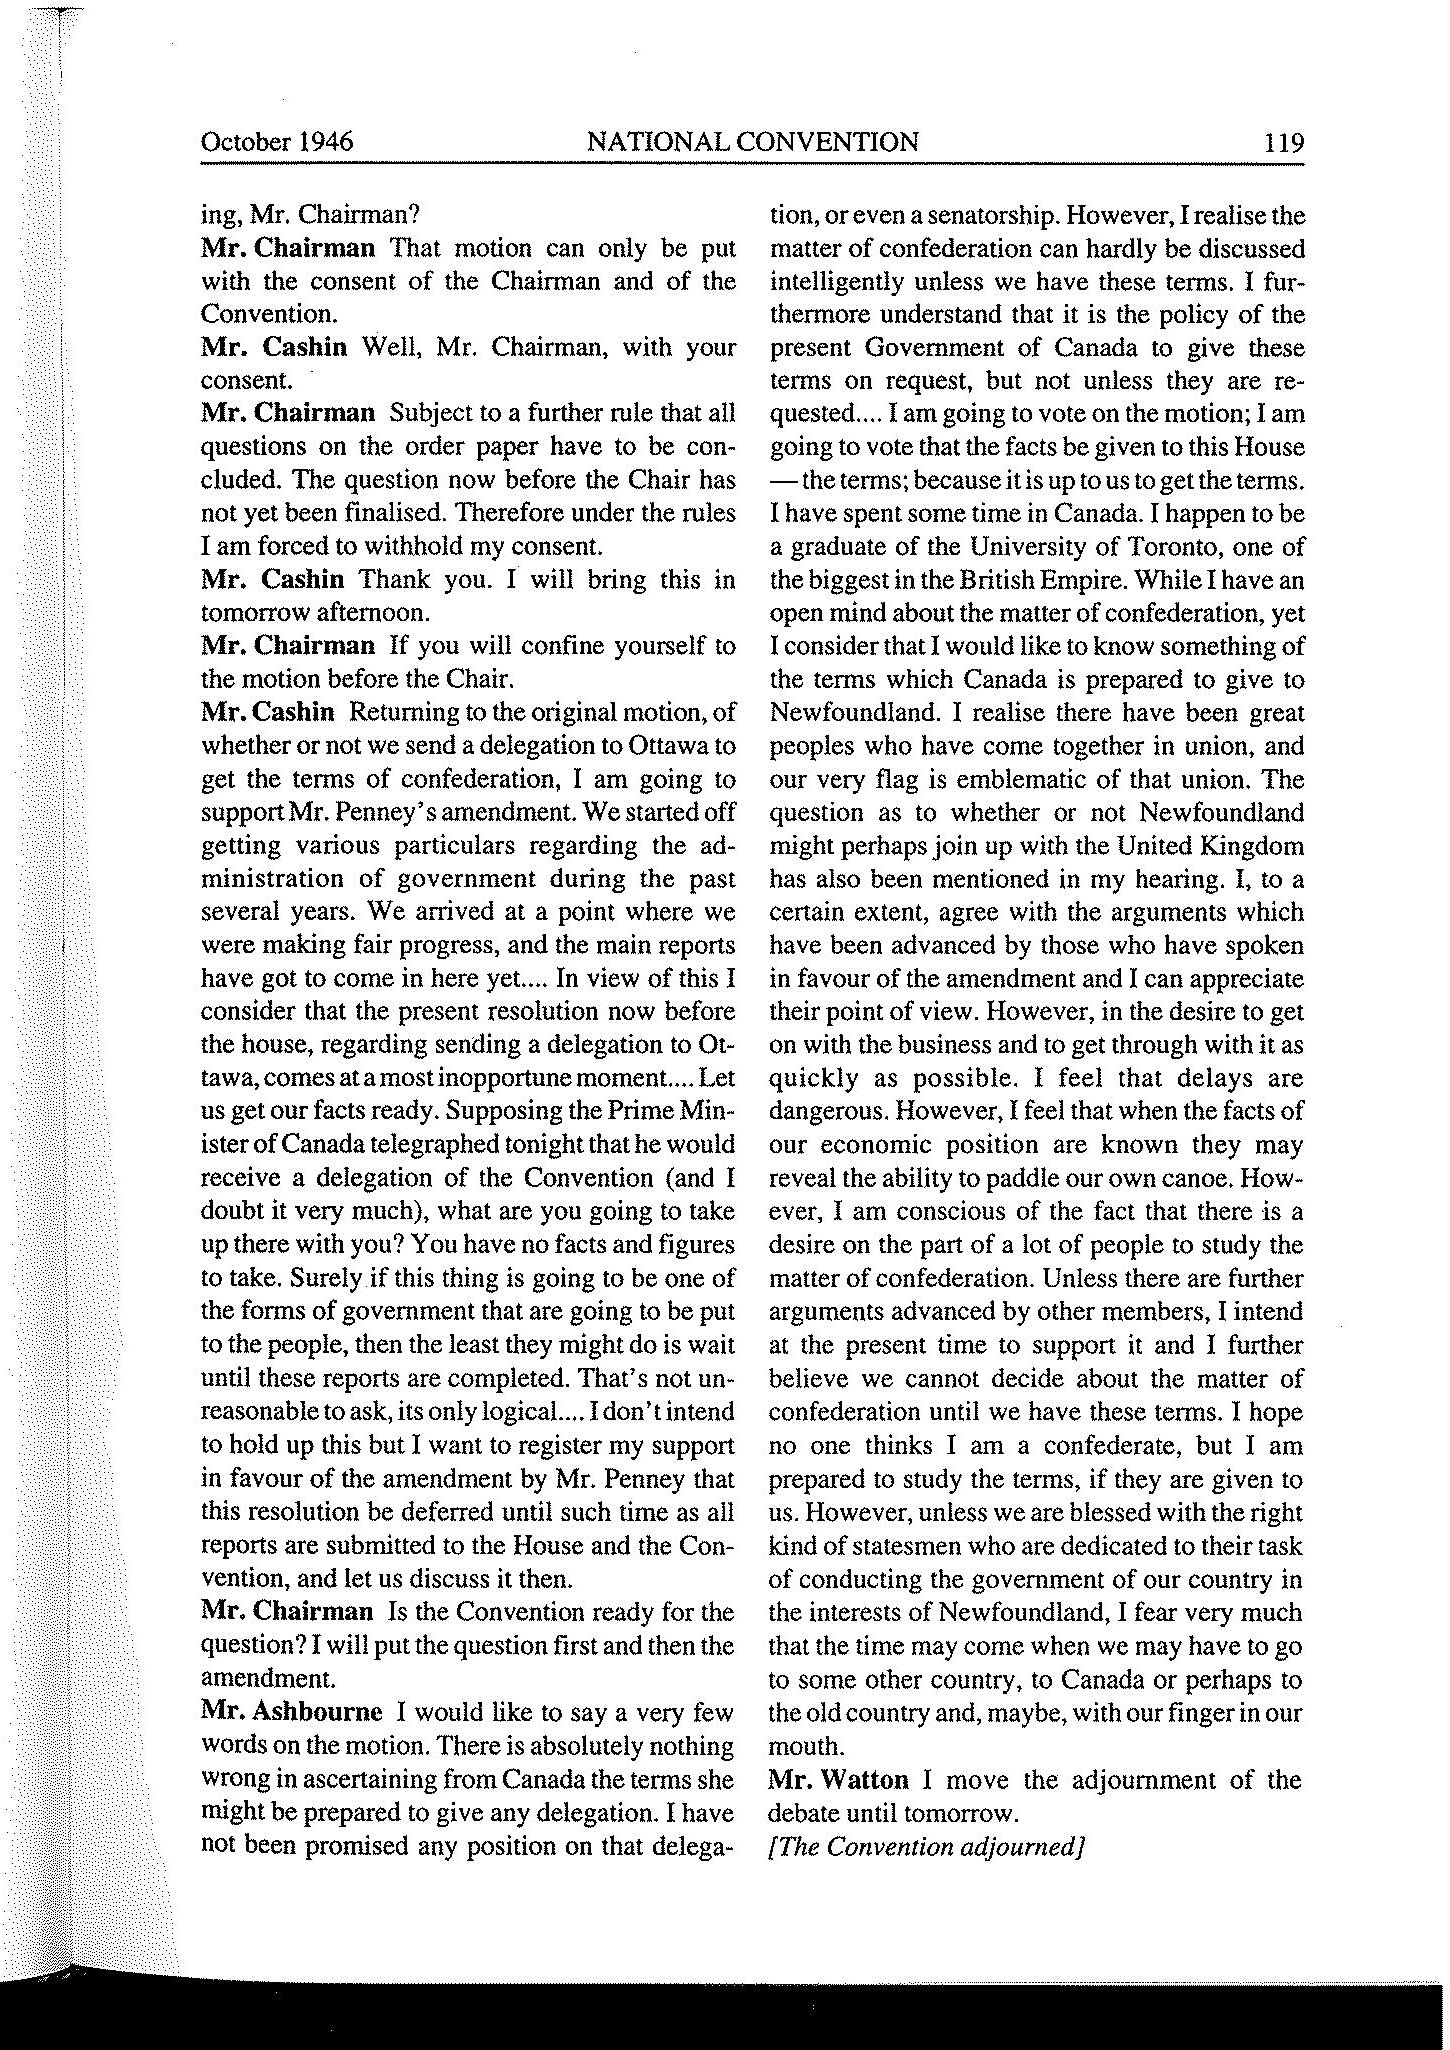 October 1946 NATIONAL CONVENTION 119
ing, Mr. Chairman?
Mr. Chairman That motion can only be put
with the consent of the Chairman and of the
Convention.
Mr. Cashin Well, Mr. Chairman, with your
consent.
Mr. Chairman Subject to a further rule that all
questions on the order paper have to be con-
cluded. The question now before the Chair has
not yet been finalised. Therefore under the rules
I am forced to withhold my consent.
Mr. Cashin Thank you. I will bring this in
tomorrow afternoon.
Mr. Chairman If you will confine yourself to
the motion before the Chair.
Mr. Cashin Returning to the original motion, of
whether or not we send a delegation to Ottawa to
get the terms of confederation, I am going to
support Mr. Penney's amendment. We started off
getting various particulars regarding the ad-
ministration of government during the past
several years. We arrived at a point where we
were making fair progress, and the main reports
have got to come in here yet.... In view of this I
consider that the present resolution now before
the house, regarding sending a delegation to Ot-
tawa, comes at a most inopportune moment.... Let
us get our facts ready. Supposing the Prime Min-
ister of Canada telegraphed tonight that he would
receive a delegation of the Convention (and I
doubt it very much), what are you going to take
up there with you? You have no facts and figures
to take. Surely if this thing is going to be one of
the forms of government that are going to be put
to the people, then the least they might do is wait
until these reports are completed. That's not un-
reasonable to ask, its only logical.... I don't intend
to hold up this but I want to register my support
in favour of the amendment by Mr. Penney that
this resolution be deferred until such time as all
reports are submitted to the House and the Con-
vention, and let us discuss it then.
Mr. Chairman Is the Convention ready for the
question? I will put the question first and then the
amendment.
Mr. Ashbourne I would like to say a very few
words on the motion. There is absolutely nothing
wrong in ascertaining from Canada the terms she
might be prepared to give any delegation. I have
not been promised any position on that delega-
tion, or even a senatorship. However, I realise the
matter of confederation can hardly be discussed
intelligently unless we have these terms. I fur-
thermore understand that it is the policy of the
present Government of Canada to give these
terms on request, but not unless they are re-
quested.... I am going to vote on the motion; I am
going to vote that the facts be given to this House
— the terms; because it is up to us to get the terms.
I have spent some time in Canada. I happen to be
a graduate of the University of Toronto, one of
the biggest in the British Empire. While I have an
open mind about the matter of confederation, yet
I consider that I would like to know something of
the terms which Canada is prepared to give to
Newfoundland. I realise there have been great
peoples who have come together in union, and
our very flag is emblematic of that union. The
question as to whether or not Newfoundland
might perhaps join up with the United Kingdom
has also been mentioned in my hearing. I, to a
certain extent, agree with the arguments which
have been advanced by those who have spoken
in favour of the amendment and I can appreciate
their point of view. However, in the desire to get
on with the business and to get through with it as
quickly as possible. I feel that delays are
dangerous. However, I feel that when the facts of
our economic position are known they may
reveal the ability to paddle our own canoe. How-
ever, I am conscious of the fact that there is a
desire on the part of a lot of people to study the
matter of confederation. Unless there are further
arguments advanced by other members, I intend
at the present time to support it and I further
believe we cannot decide about the matter of
confederation until we have these terms. I hope
no one thinks I am a confederate, but I am
prepared to study the terms, if they are given to
us. However, unless we are blessed with the right
kind of statesmen who are dedicated to their task
of conducting the government of our country in
the interests of Newfoundland, I fear very much
that the time may come when we may have to go
to some other country, to Canada or perhaps to
the old country and, maybe, with our finger in our
mouth.
Mr. Watton I move the adjournment of the
debate until tomorrow.
[The Convention adjourned]